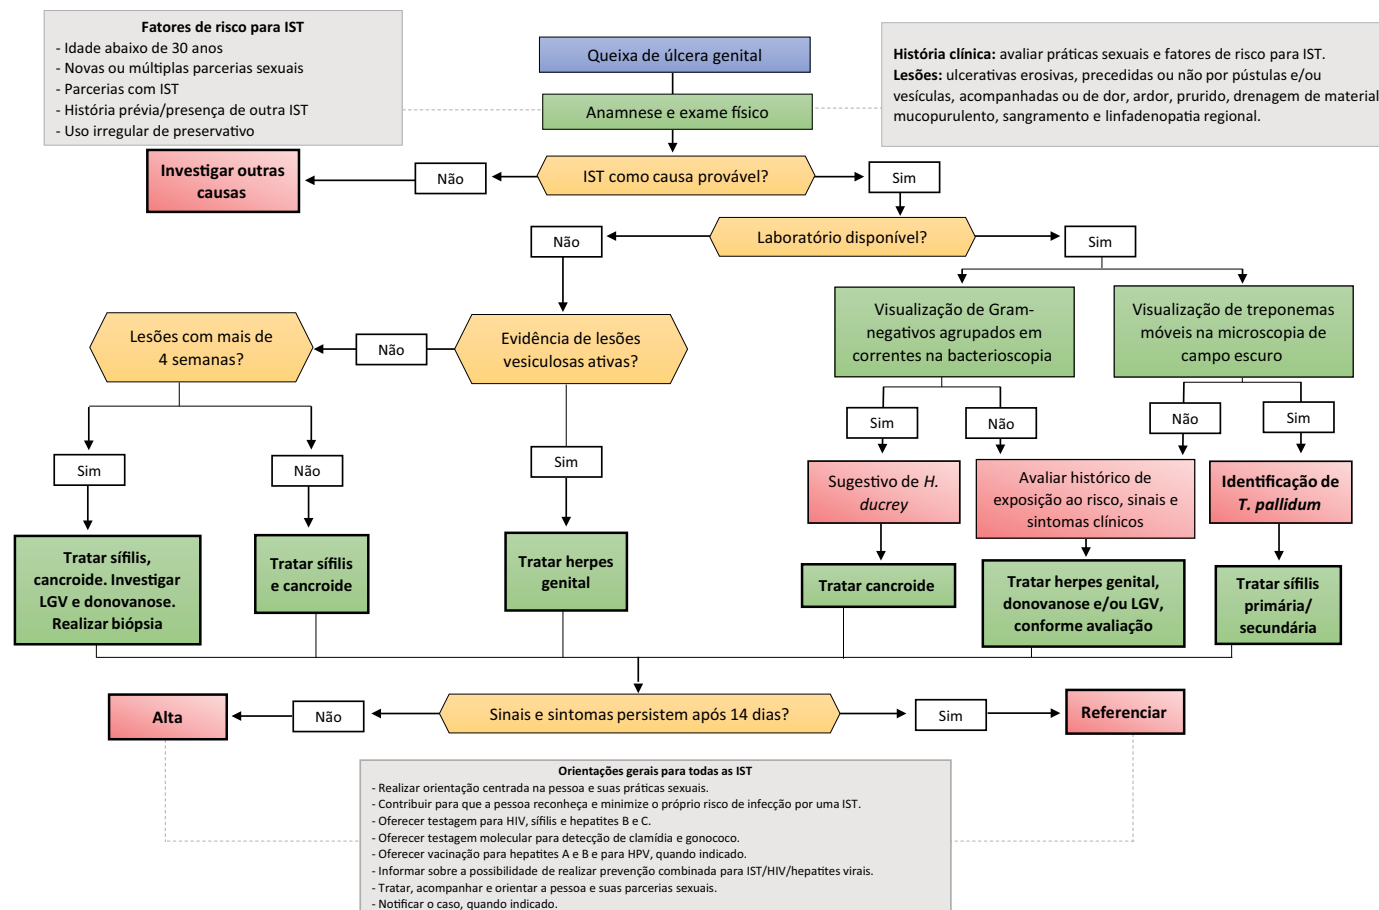 Fatores de risco para IST
- Idade abaixo de 30 anos
- Novas ou múltiplas parcerias sexuais
- Parcerias com IST
- História prévia/presença de outra IST
- Uso irregular de preservativo
Queixa de úlcera genital
Anamnese e exame físico
História clínica: avaliar práticas sexuais e fatores de risco para IST.
Lesões: ulcerativas erosivas, precedidas ou não por pústulas e/ou
vesículas, acompanhadas ou de dor, ardor, prurido, drenagem de material
mucopurulento, sangramento e linfadenopatia regional.
Investigar outras
causas
Não
IST como causa provável?
Sim
Não
Laboratório disponível?
Sim
Lesões com mais de
4 semanas?
Não
Evidência de lesões
vesiculosas ativas?
Visualização de Gram-
negativos agrupados em
correntes na bacterioscopia
Visualização de treponemas
móveis na microscopia de
campo escuro
Sim
Não
Sim
Sim
Não
Não
Sim
Sugestivo de H.
ducrey
Avaliar histórico de
exposição ao risco, sinais e
sintomas clínicos
Identificação de
T. pallidum
Tratar sífilis,
cancroide. Investigar
LGV e donovanose.
Realizar biópsia
Tratar sífilis
e cancroide
Tratar herpes
genital
Tratar cancroide
Tratar herpes genital,
donovanose e/ou LGV,
conforme avaliação
Tratar sífilis
primária/
secundária
Alta
Não
Sinais e sintomas persistem após 14 dias?
Sim
Referenciar
Orientações gerais para todas as IST
- Realizar orientação centrada na pessoa e suas práticas sexuais.
- Contribuir para que a pessoa reconheça e minimize o próprio risco de infecção por uma IST.
- Oferecer testagem para HIV, sífilis e hepatites B e C.
- Oferecer testagem molecular para detecção de clamídia e gonococo.
- Oferecer vacinação para hepatites A e B e para HPV, quando indicado.
- Informar sobre a possibilidade de realizar prevenção combinada para IST/HIV/hepatites virais.
- Tratar, acompanhar e orientar a pessoa e suas parcerias sexuais.
- Notificar o caso, quando indicado.